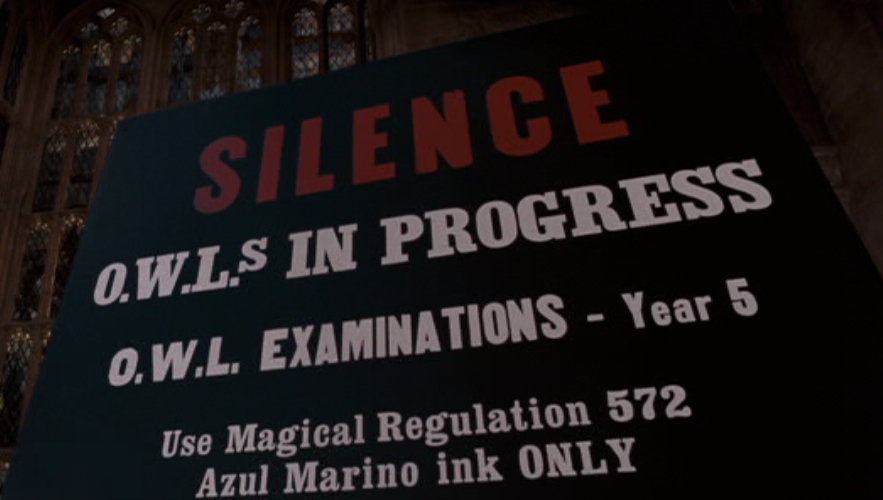 SILENCE
O.W.L.s IN PROGRESS
O.W.L. EXAMINATIONS - Year 5
Use Magical Regulation 572
Azul Marino ink ONLY